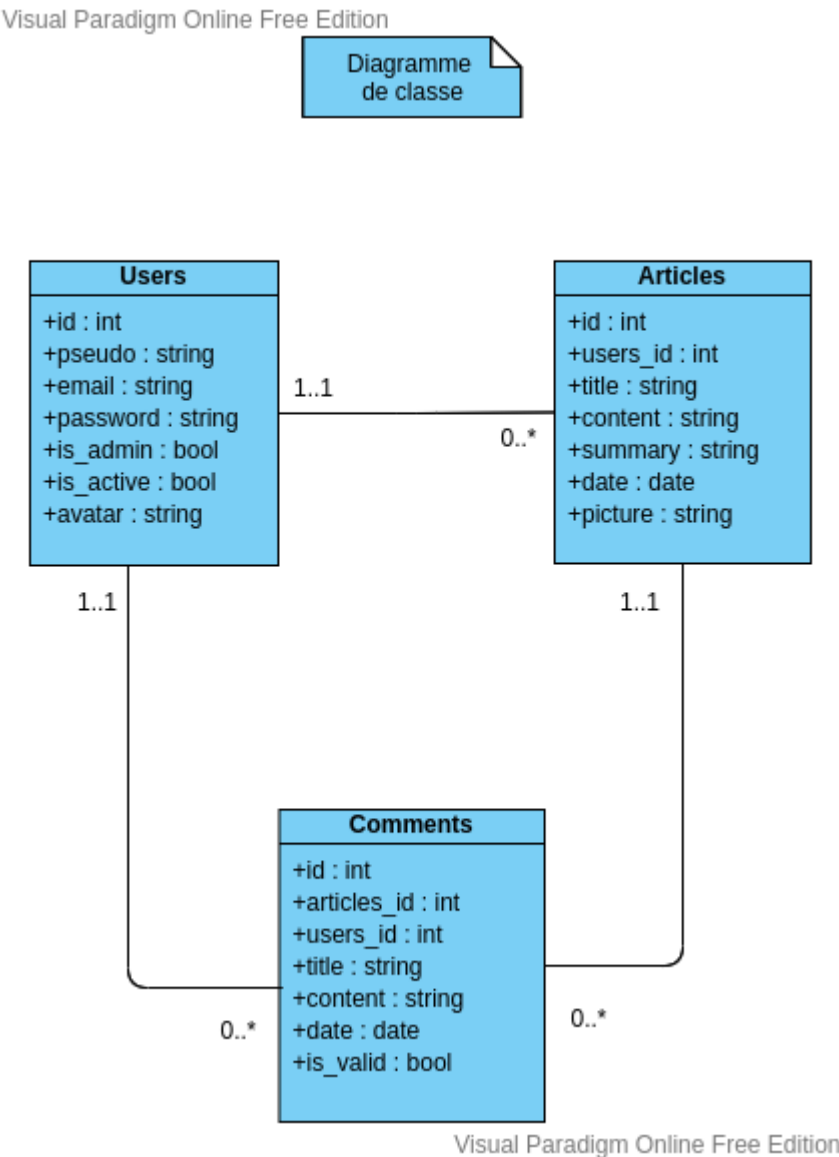 Visual Paradigm Online Free Edition
Diagramme
de classe
Users
+id : int
+pseudo : string
+email : string
+password : string
+is_admin : bool
+is_active : bool
+avatar : string
1..1
0..*
Articles
+id : int
+users_id : int
+title : string
+content : string
+summary : string
+date : date
+picture : string
1..1
1..1
Comments
+id : int
+articles_id : int
+users_id : int
+title : string
+content : string
+date : date
+is_valid : bool
0..*
0..*
Visual Paradigm Online Free Edition